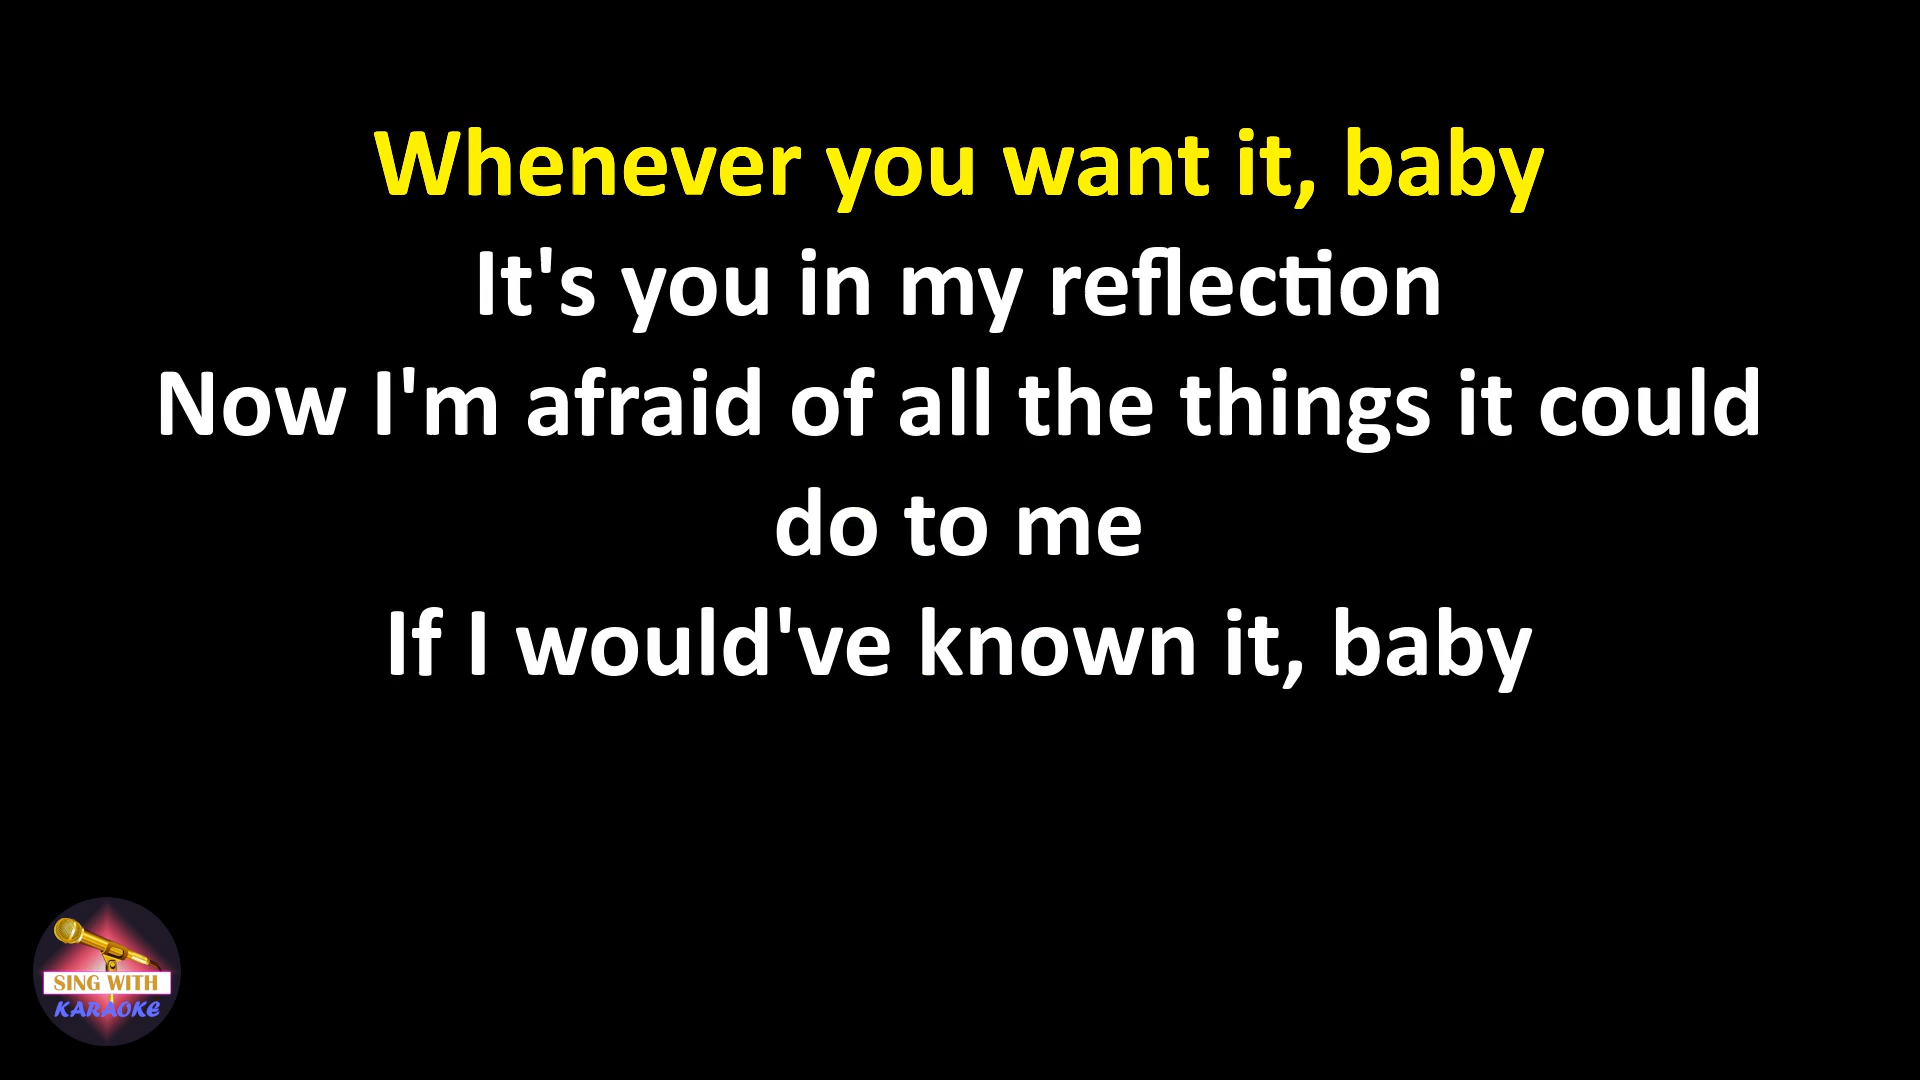 Whenever you want it, baby
It's you in my reflection
Now I'm afraid of all the things it could
do to me
If I would've known it, baby
SING WITH
KARAOKE